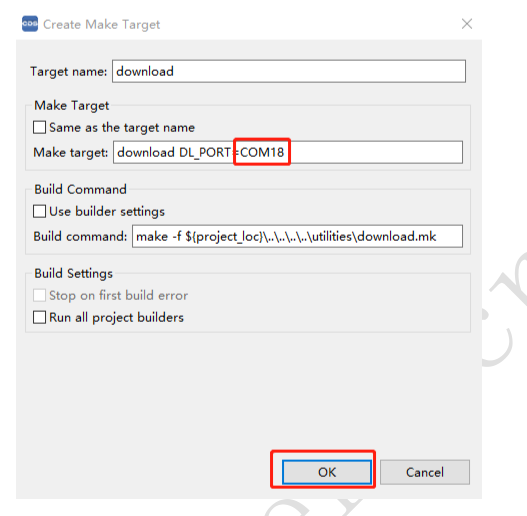 CDS Create Make Target
Target name: download
Make Target
Same as the target name
Make target: download DL_PORT=COM18
Build Command
Use builder settings
Build command: make -f ${project_loc}\..\..\..\..\utilities\download.mk
Build Settings
Stop on first build error
Run all project builders
OK Cancel